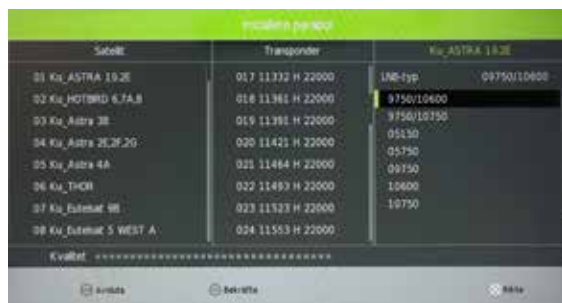 Installera parabol
Satellit Transponder Ku_ASTRA 19.2E
01 Ku_ASTRA 19.2E
02 Ku_HOTBIRD 6,7A,8
03 Ku_Astra 3B
04 Ku_Astra 2E,2F,2G
05 Ku_Astra 4A
06 Ku_THOR
07 Ku_Eutelsat 9B
08 Ku_Eutelsat 5 WEST A
017 11332 H 22000
018 11361 H 22000
019 11391 H 22000
020 11421 H 22000
021 11464 H 22000
022 11493 H 22000
023 11523 H 22000
024 11553 H 22000
LNB-typ 09750/10600
9750/10600
9750/10750
05150
05750
09750
10600
10750
Kvalitet
Avsluta Bekräfta